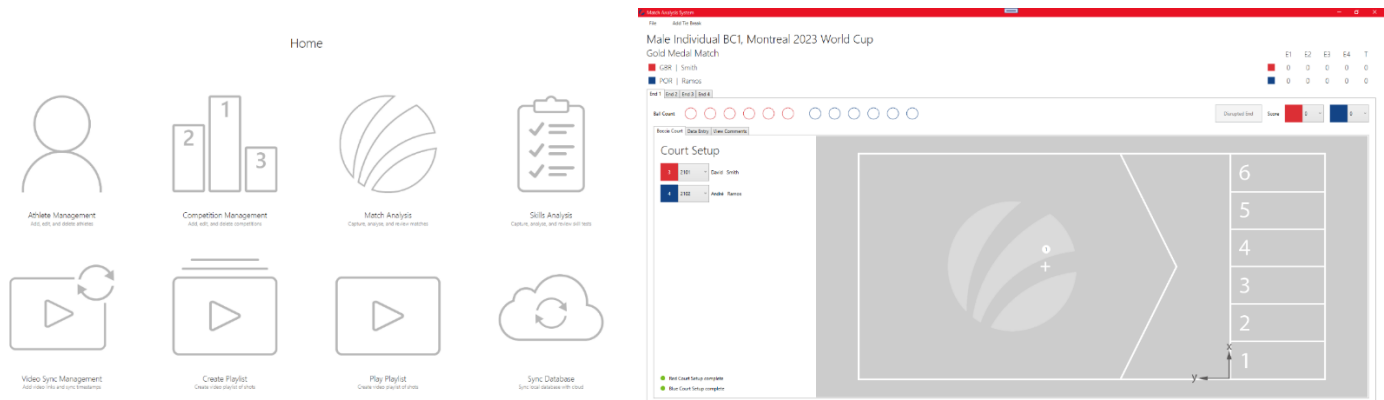 Home
1
2
3
Athlete Management
Add, edit, and delete athletes
Competition Management
Add, edit, and delete competitions
Match Analysis
Capture, analyse, and review matches
Skills Analysis
Capture, analyse, and review skill tests
Video Sync Management
Add video links and sync timestamps
Create Playlist
Create video playlist of shots
Play Playlist
Create video playlist of shots
Sync Database
Sync local database with cloud
Match Analysis System
File Add Tie Break
Male Individual BC1, Montreal 2023 World Cup
Gold Medal Match
E1 E2 E3 E4 T
GBR | Smith 0 0 0 0 0
POR | Ramos 0 0 0 0 0
End 1 End 2 End 3 End 4
Ball Count Disrupted End Score 0 0
Boccia Court Data Entry View Comments
Court Setup
3 2101 David Smith
4 2102 André Ramos
6
5
4
3
2
1
x
y
Red Court Setup complete
Blue Court Setup complete